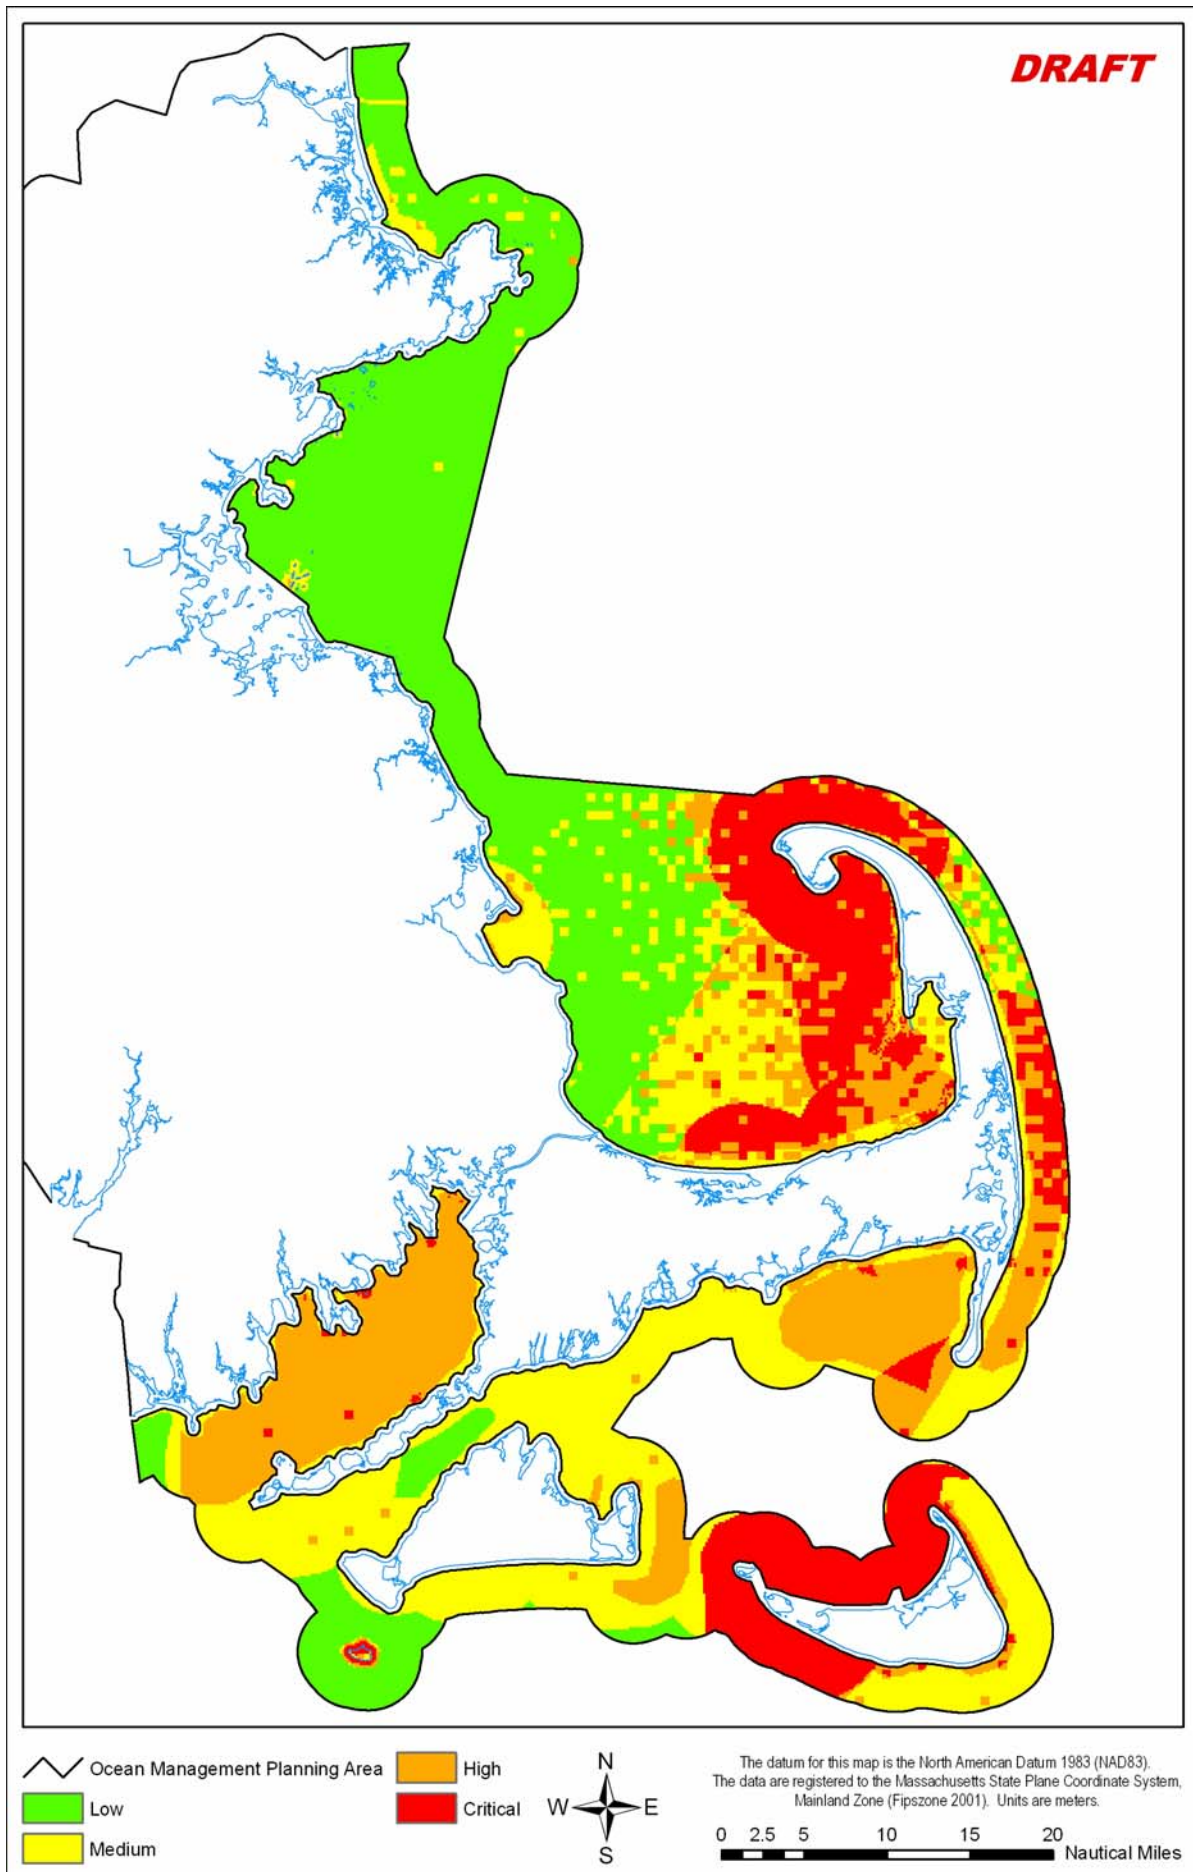 DRAFT
Ocean Management Planning Area
Low
Medium
High
Critical
N
W E
S
The datum for this map is the North American Datum 1983 (NAD83).
The data are registered to the Massachusetts State Plane Coordinate System,
Mainland Zone (Fipszone 2001). Units are meters.
0 2.5 5 10 15 20
Nautical Miles